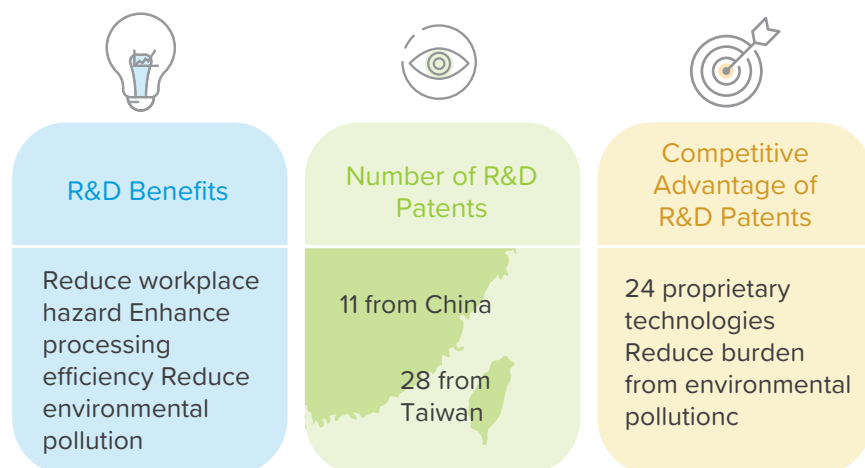 R&D Benefits
Reduce workplace
hazard Enhance
processing
efficiency Reduce
environmental
pollution
Number of R&D
Patents
11 from China
28 from
Taiwan
Competitive
Advantage of
R&D Patents
24 proprietary
technologies
Reduce burden
from environmental
pollutionc